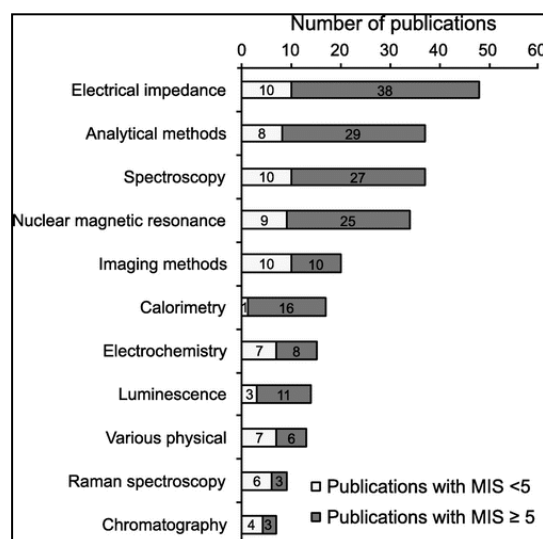 Number of publications
0 10 20 30 40 50 60
Electrical impedance 10 38
Analytical methods 8 29
Spectroscopy 10 27
Nuclear magnetic resonance 9 25
Imaging methods 10 10
Calorimetry 1 16
Electrochemistry 7 8
Luminescence 3 11
Various physical 7 6
Raman spectroscopy 6 3
Publications with MIS <5
Publications with MIS ≥ 5
Chromatography 4 3